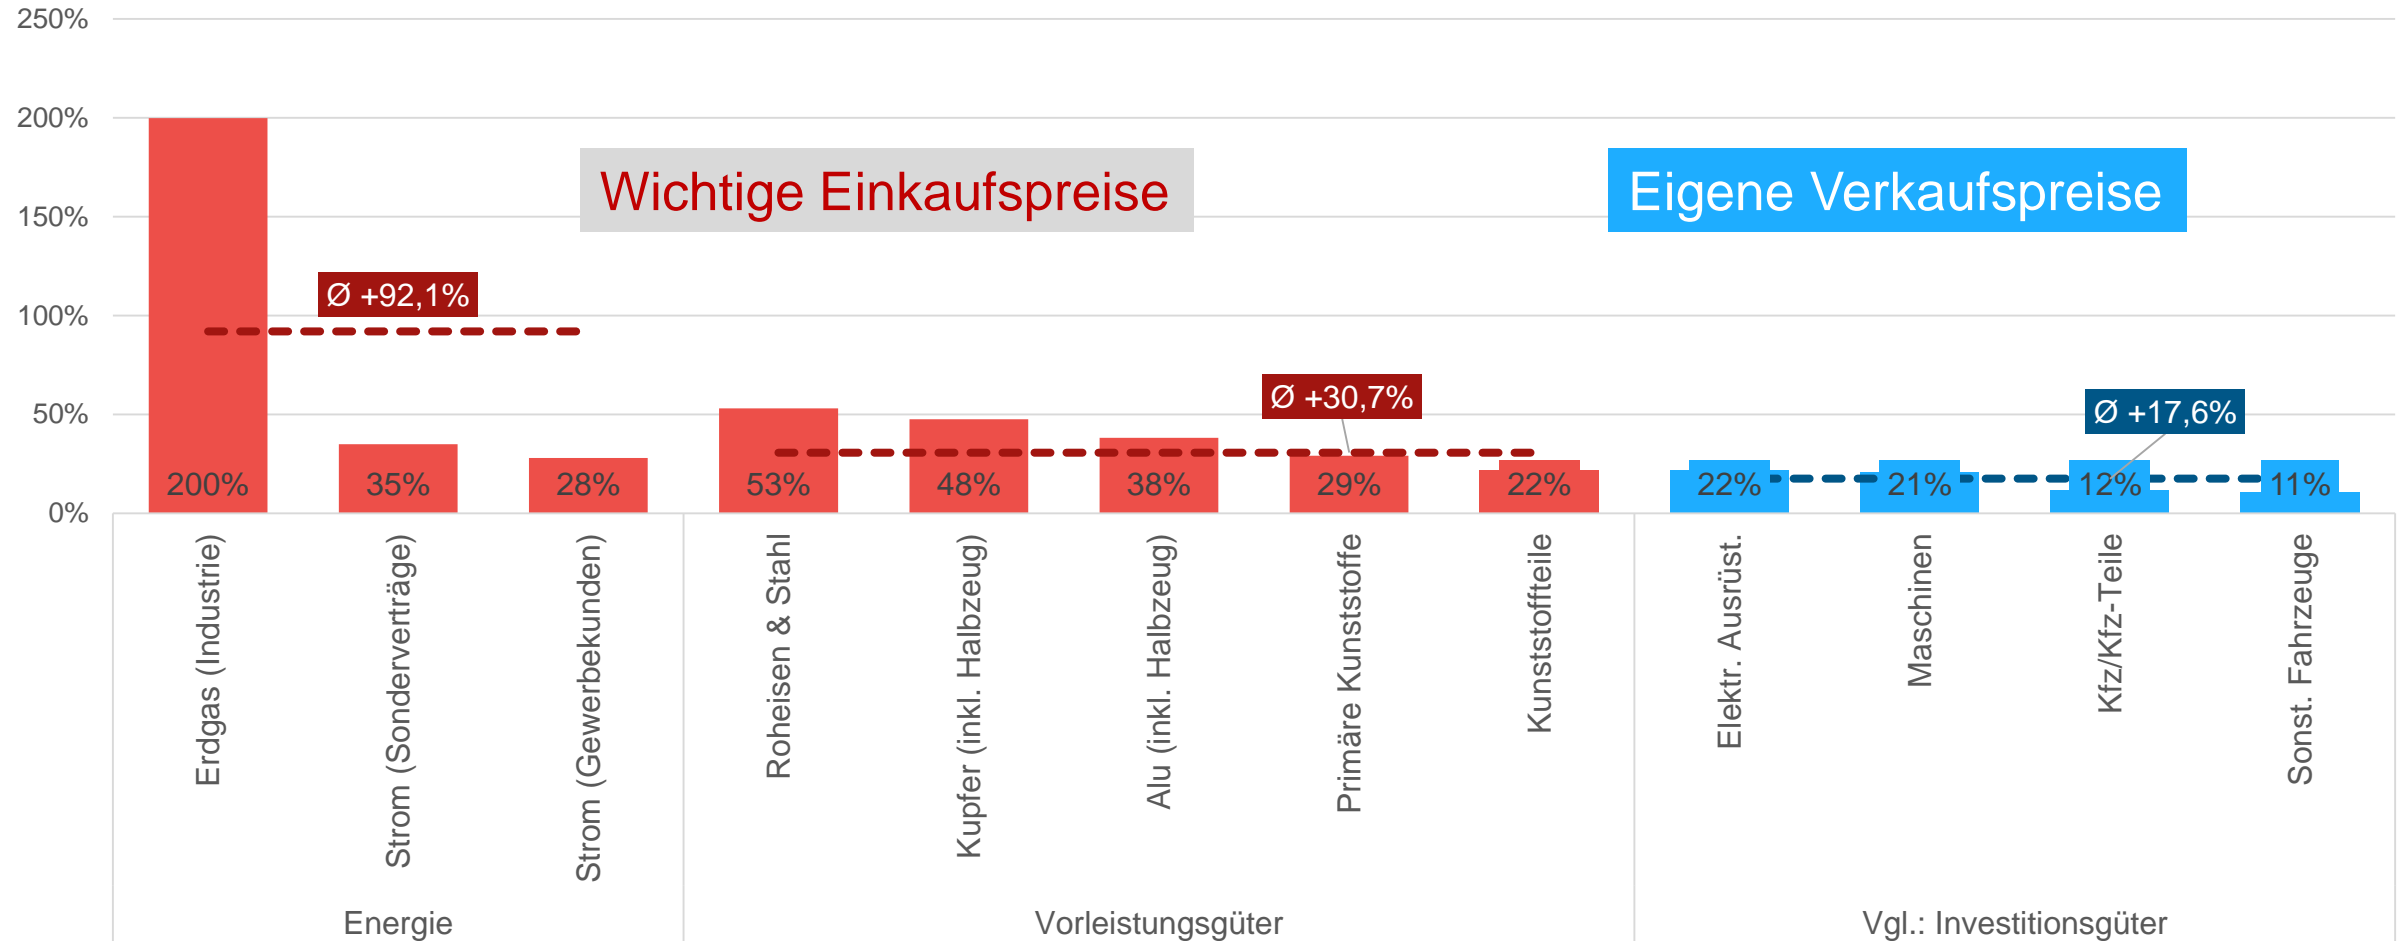 250%
200%
150%
100%
50%
0%
Wichtige Einkaufspreise
Eigene Verkaufspreise
Ø +92,1%
Ø +30,7%
Ø +17,6%
200%
35%
28%
53%
48%
38%
29%
22%
22%
21%
12%
11%
Erdgas (Industrie)
Strom (Sonderverträge)
Strom (Gewerbekunden)
Roheisen & Stahl
Kupfer (inkl. Halbzeug)
Alu (inkl. Halbzeug)
Primäre Kunststoffe
Kunststoffteile
Elektr. Ausrüst.
Maschinen
Kfz/Kfz-Teile
Sonst. Fahrzeuge
Energie
Vorleistungsgüter
Vgl.: Investitionsgüter